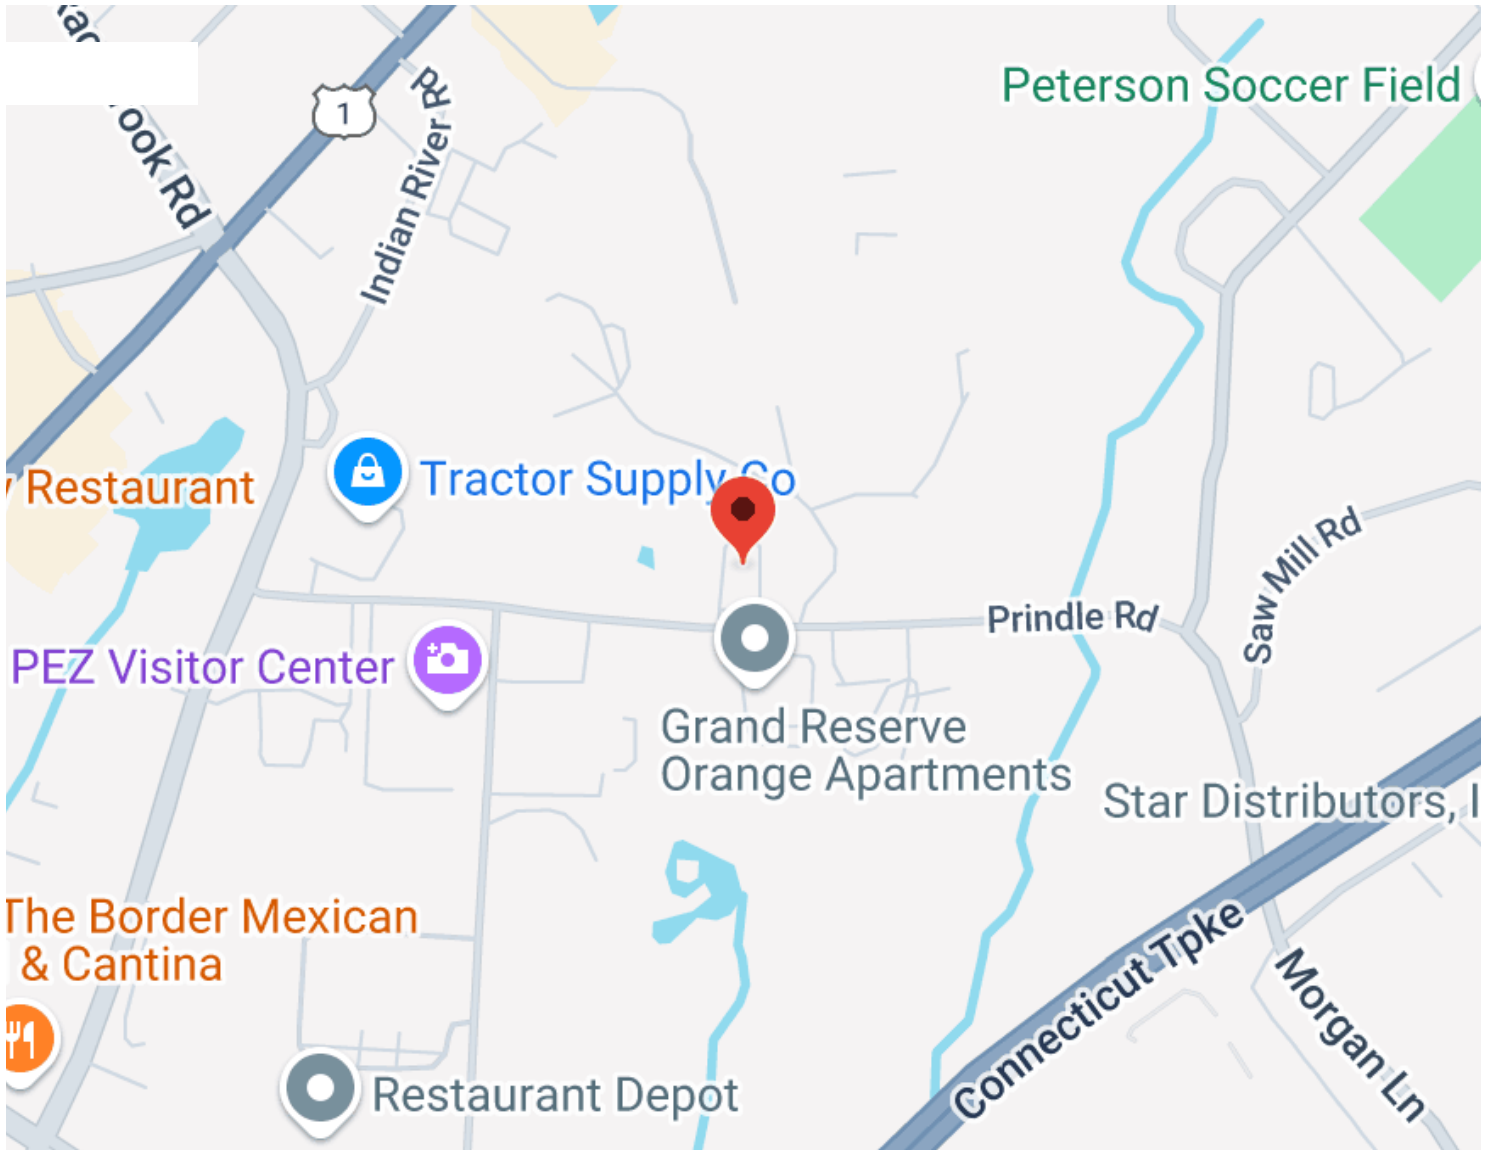 ook Rd
1
Indian River Rd
Peterson Soccer Field
Restaurant
Tractor Supply Co
Prindle Rd
Saw Mill Rd
PEZ Visitor Center
Grand Reserve
Orange Apartments
Star Distributors, I
The Border Mexican
& Cantina
Connecticut Tpke
Morgan Ln
Restaurant Depot